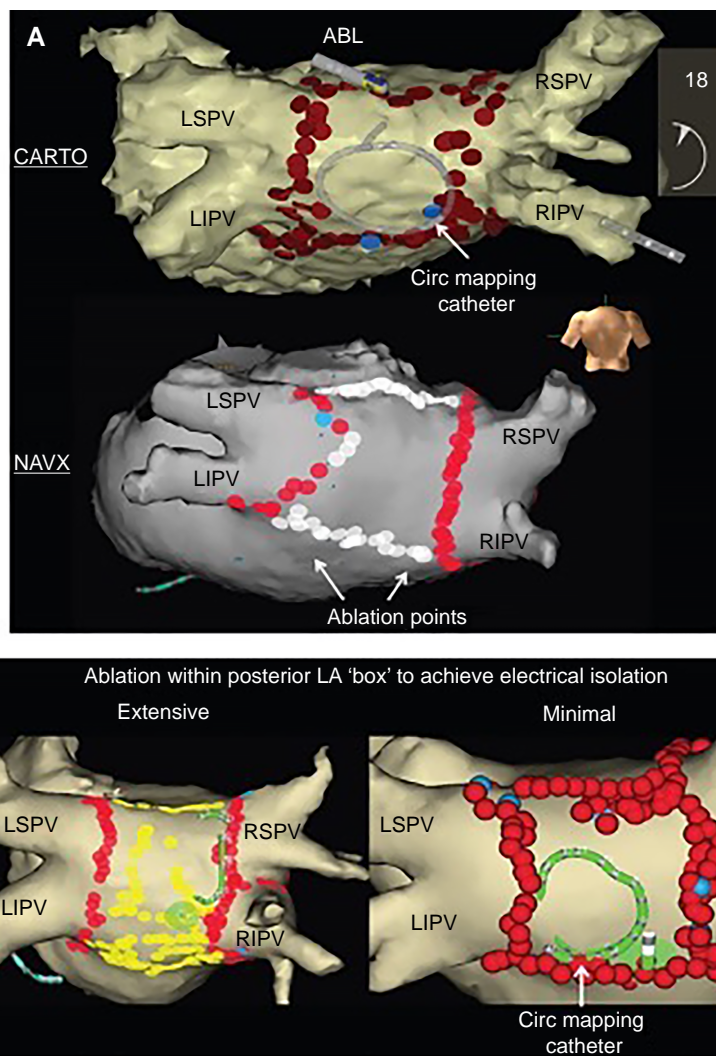 A
ABL
RSPV
18
LSPV
CARTO
LIPV
RIPV
Circ mapping
catheter
LSPV
RSPV
NAVX
LIPV
RIPV
Ablation points
Ablation within posterior LA ‘box’ to achieve electrical isolation
Extensive
Minimal
LSPV
RSPV
LIPV
RIPV
LSPV
LIPV
Circ mapping
catheter